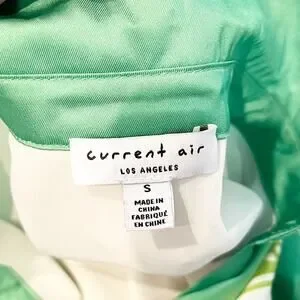 current air
LOS ANGELES
S
MADE IN
CHINA
FABRIQUÉ
EN CHINE